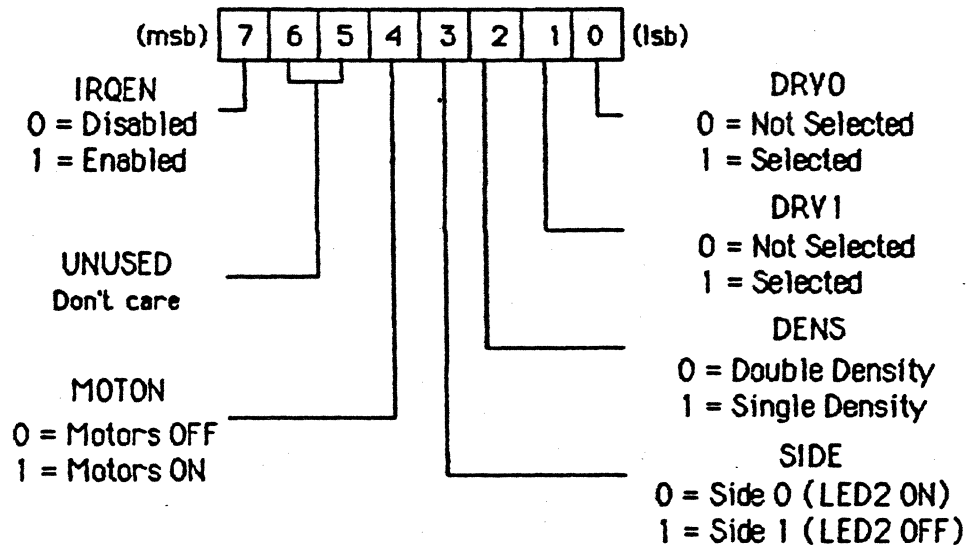 (msb) 7 6 5 4 3 2 1 0 (lsb)
IRQEN
0 = Disabled
1 = Enabled
UNUSED
Don't care
MOTON
0 = Motors OFF
1 = Motors ON
DRV0
0 = Not Selected
1 = Selected
DRV1
0 = Not Selected
1 = Selected
DENS
0 = Double Density
1 = Single Density
SIDE
0 = Side 0 (LED2 ON)
1 = Side 1 (LED2 OFF)